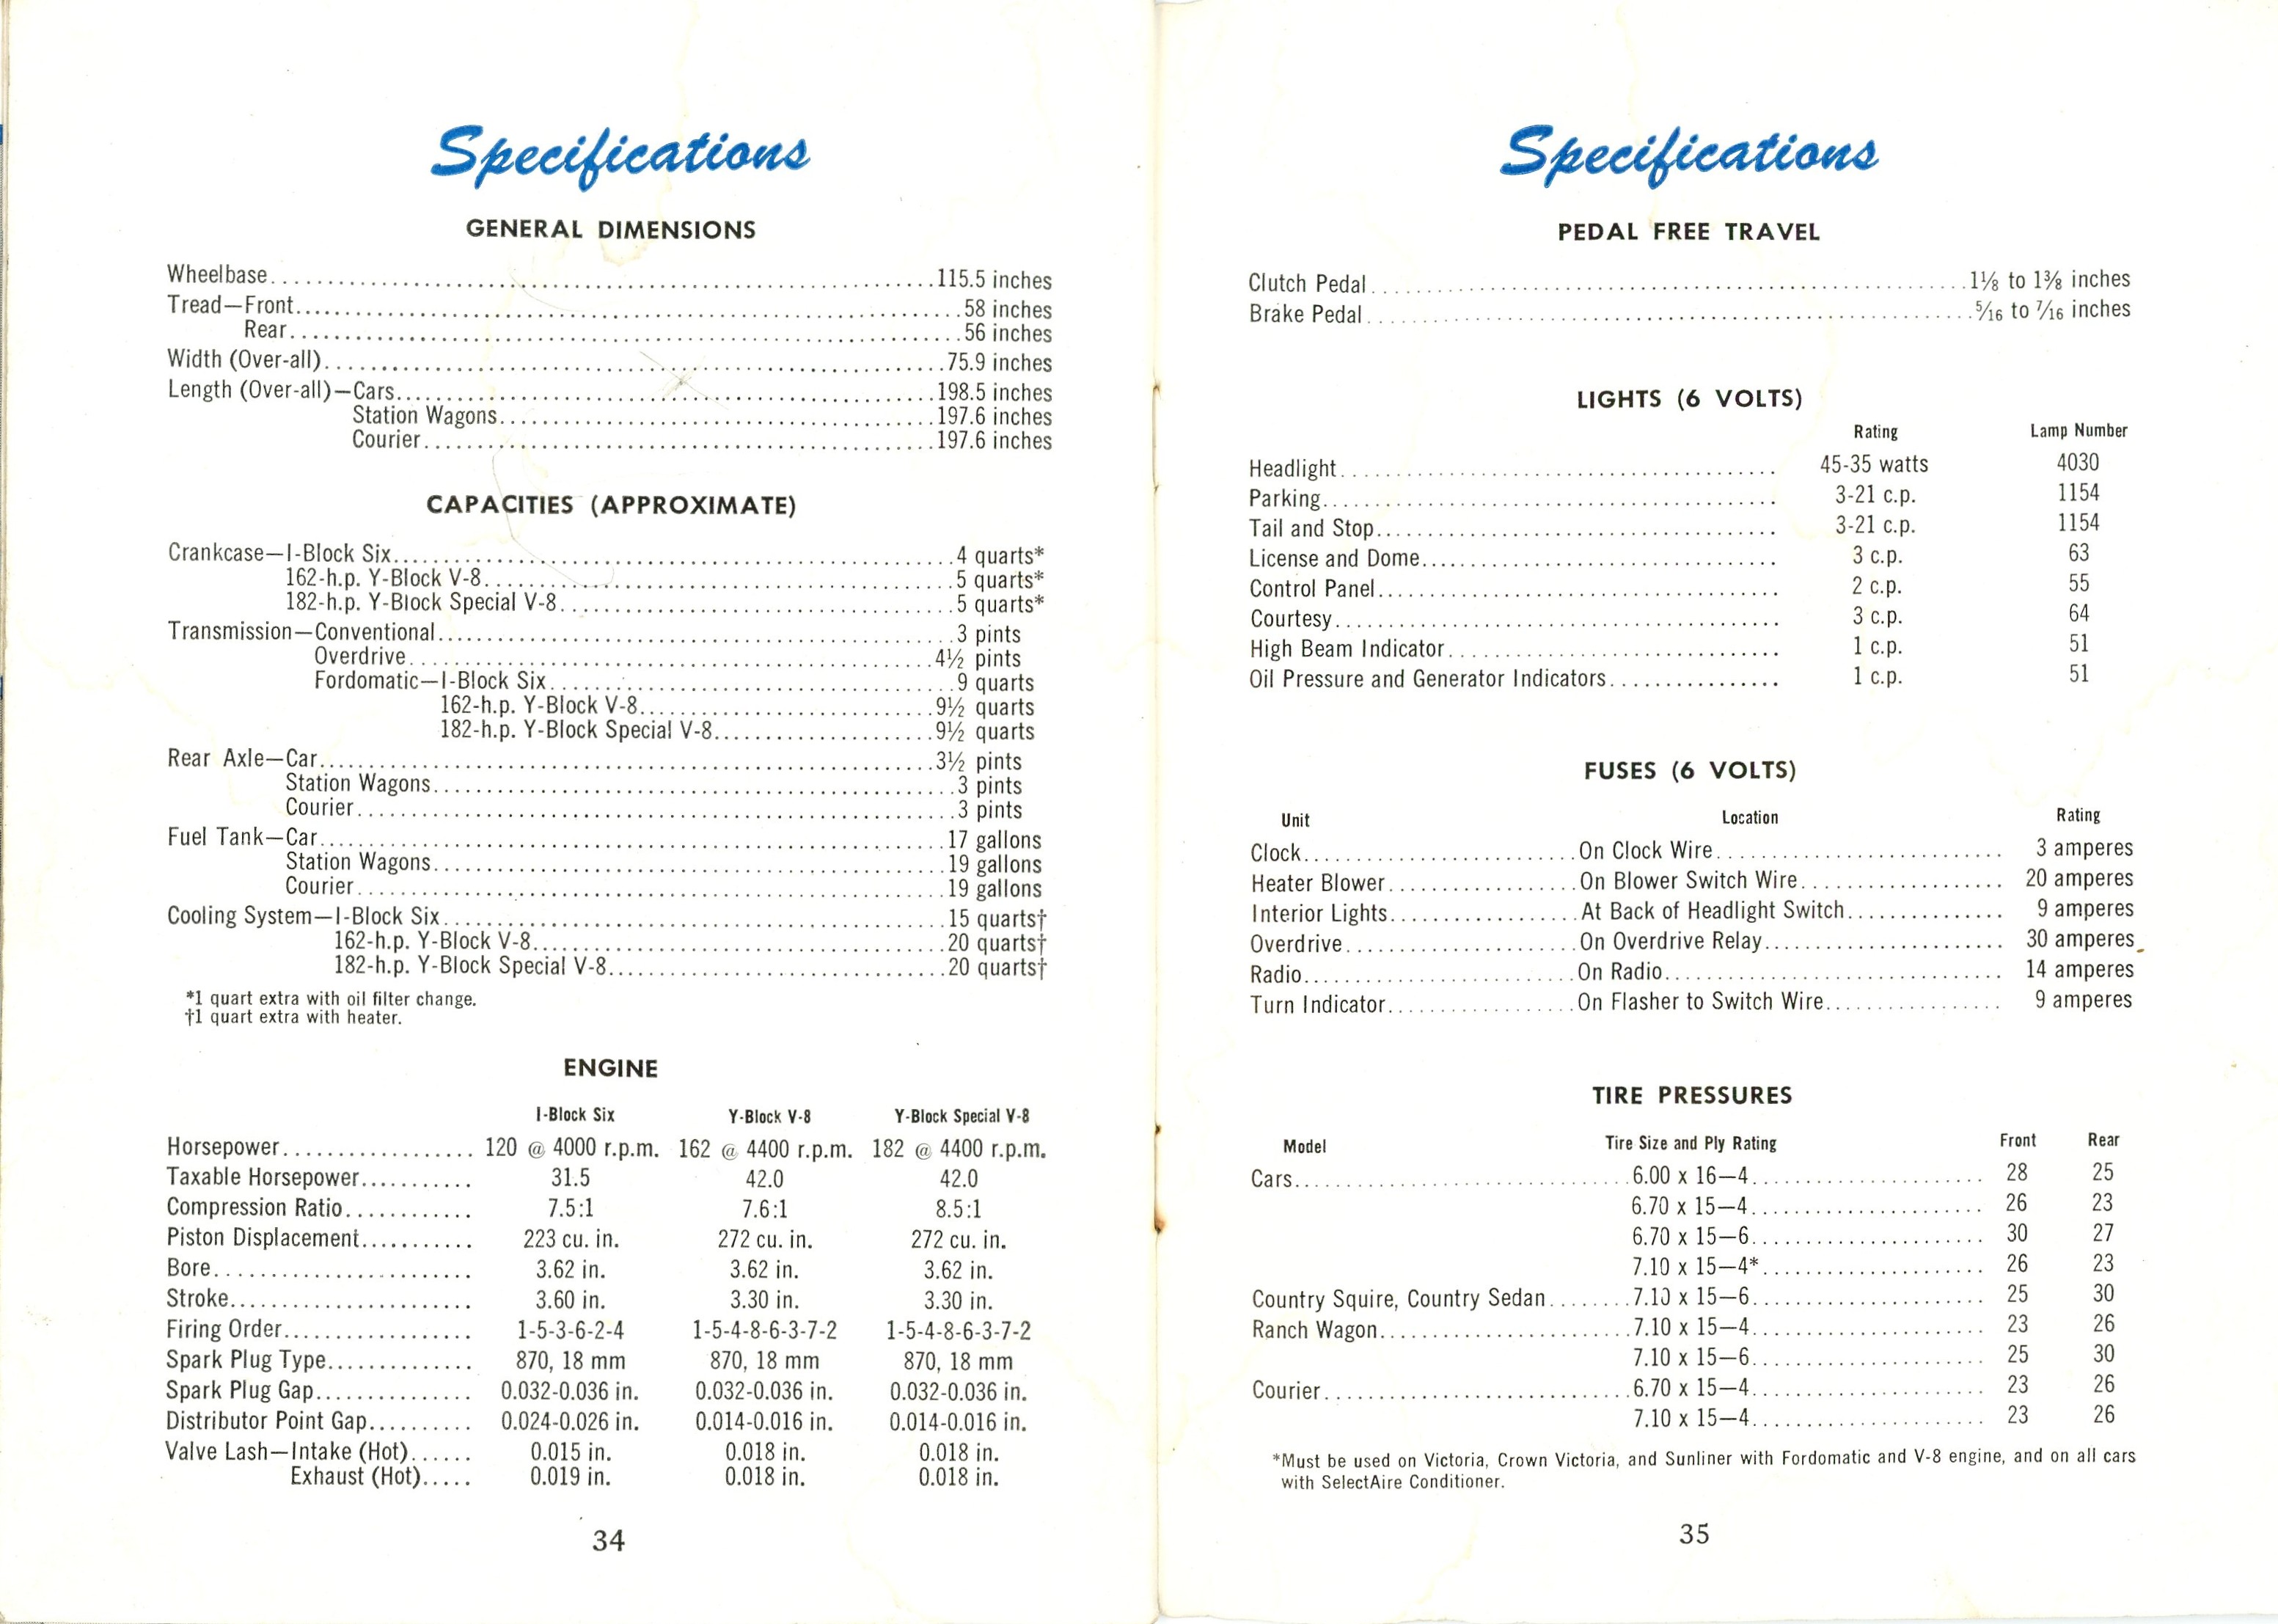 Specifications
GENERAL DIMENSIONS
Wheelbase 115.5 inches
Tread—Front 58 inches
Rear 56 inches
Width (Over-all) 75.9 inches
Length (Over-all)—Cars 198.5 inches
Station Wagons 197.6 inches
Courier 197.6 inches
CAPACITIES (APPROXIMATE)
Crankcase—I-Block Six 4 quarts*
162-h.p. Y-Block V-8 5 quarts*
182-h.p. Y-Block Special V-8 5 quarts*
Transmission—Conventional 3 pints
Overdrive 4½ pints
Fordomatic—I-Block Six 9 quarts
162-h.p. Y-Block V-8 9½ quarts
182-h.p. Y-Block Special V-8 9½ quarts
Rear Axle—Car 3½ pints
Station Wagons 3 pints
Courier 3 pints
Fuel Tank—Car 17 gallons
Station Wagons 19 gallons
Courier 19 gallons
Cooling System—I-Block Six 15 quarts†
162-h.p. Y-Block V-8 20 quarts†
182-h.p. Y-Block Special V-8 20 quarts†
*1 quart extra with oil filter change.
†1 quart extra with heater.
ENGINE
I-Block Six Y-Block V-8 Y-Block Special V-8
Horsepower 120 @ 4000 r.p.m. 162 @ 4400 r.p.m. 182 @ 4400 r.p.m.
Taxable Horsepower 31.5 42.0 42.0
Compression Ratio 7.5:1 7.6:1 8.5:1
Piston Displacement 223 cu. in. 272 cu. in. 272 cu. in.
Bore 3.62 in. 3.62 in. 3.62 in.
Stroke 3.60 in. 3.30 in. 3.30 in.
Firing Order 1-5-3-6-2-4 1-5-4-8-6-3-7-2 1-5-4-8-6-3-7-2
Spark Plug Type 870, 18 mm 870, 18 mm 870, 18 mm
Spark Plug Gap 0.032-0.036 in. 0.032-0.036 in. 0.032-0.036 in.
Distributor Point Gap 0.024-0.026 in. 0.014-0.016 in. 0.014-0.016 in.
Valve Lash—Intake (Hot) 0.015 in. 0.018 in. 0.018 in.
Exhaust (Hot) 0.019 in. 0.018 in. 0.018 in.
34
Specifications
PEDAL FREE TRAVEL
Clutch Pedal 1⅛ to 1⅜ inches
Brake Pedal 5/16 to 7/16 inches
LIGHTS (6 VOLTS)
Rating Lamp Number
Headlight 45-35 watts 4030
Parking 3-21 c.p. 1154
Tail and Stop 3-21 c.p. 1154
License and Dome 3 c.p. 63
Control Panel 2 c.p. 55
Courtesy 3 c.p. 64
High Beam Indicator 1 c.p. 51
Oil Pressure and Generator Indicators 1 c.p. 51
FUSES (6 VOLTS)
Unit Location Rating
Clock On Clock Wire 3 amperes
Heater Blower On Blower Switch Wire 20 amperes
Interior Lights At Back of Headlight Switch 9 amperes
Overdrive On Overdrive Relay 30 amperes
Radio On Radio 14 amperes
Turn Indicator On Flasher to Switch Wire 9 amperes
TIRE PRESSURES
Model Tire Size and Ply Rating Front Rear
Cars 6.00 x 16—4 28 25
6.70 x 15—4 26 23
6.70 x 15—6 30 27
7.10 x 15—4* 26 23
Country Squire, Country Sedan 7.10 x 15—6 25 30
Ranch Wagon 7.10 x 15—4 23 26
7.10 x 15—6 25 30
Courier 6.70 x 15—4 23 26
7.10 x 15—4 23 26
*Must be used on Victoria, Crown Victoria, and Sunliner with Fordomatic and V-8 engine, and on all cars
with SelectAire Conditioner.
35